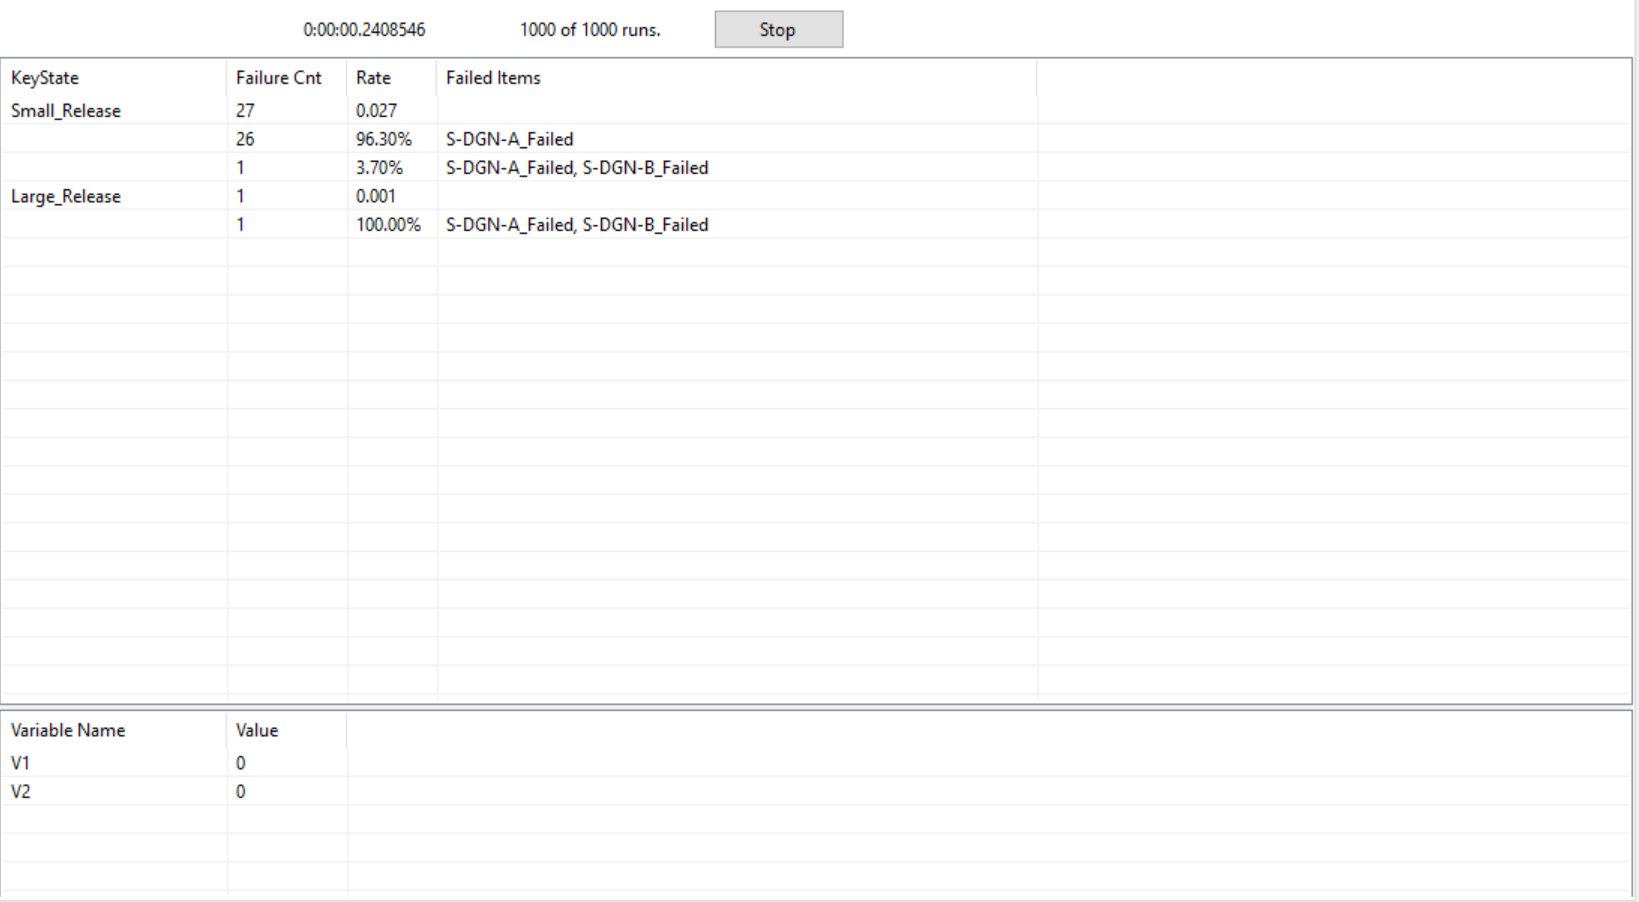 0:00:00.2408546 1000 of 1000 runs. Stop
KeyState Failure Cnt Rate Failed Items
Small_Release 27 0.027
26 96.30% S-DGN-A_Failed
1 3.70% S-DGN-A_Failed, S-DGN-B_Failed
Large_Release 1 0.001
1 100.00% S-DGN-A_Failed, S-DGN-B_Failed
Variable Name Value
V1 0
V2 0